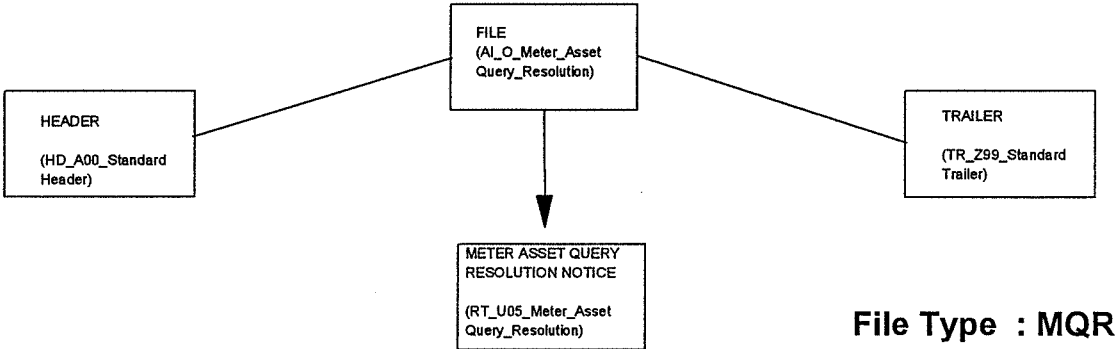 FILE
(AI_O_Meter_Asset
Query_Resolution)
HEADER
(HD_A00_Standard
Header)
TRAILER
(TR_Z99_Standard
Trailer)
METER ASSET QUERY
RESOLUTION NOTICE
(RT_U05_Meter_Asset
Query_Resolution)
File Type : MQR